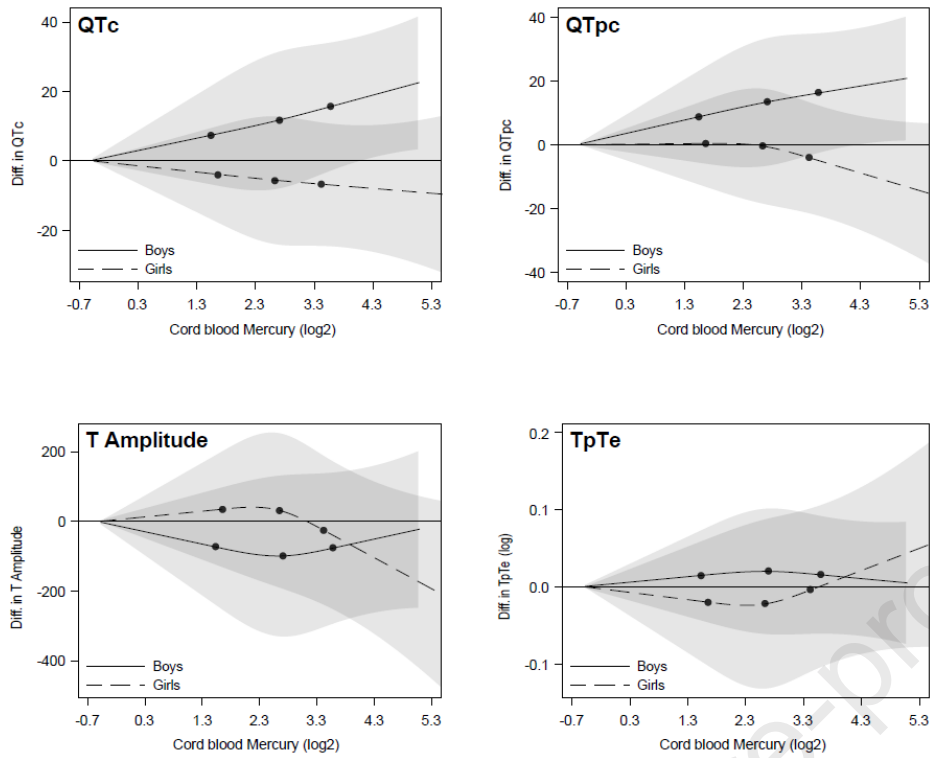 QTc
40
20
0
-20
Diff. in QTc
Boys
Girls
-0.7 0.3 1.3 2.3 3.3 4.3 5.3
Cord blood Mercury (log2)
QTpc
40
20
0
-20
-40
Diff. in QTpc
Boys
Girls
-0.7 0.3 1.3 2.3 3.3 4.3 5.3
Cord blood Mercury (log2)
T Amplitude
200
0
-200
-400
Diff. in T Amplitude
Boys
Girls
-0.7 0.3 1.3 2.3 3.3 4.3 5.3
Cord blood Mercury (log2)
TpTe
0.2
0.1
0.0
-0.1
Diff. in TpTe (log)
Boys
Girls
-0.7 0.3 1.3 2.3 3.3 4.3 5.3
Cord blood Mercury (log2)
e-pro